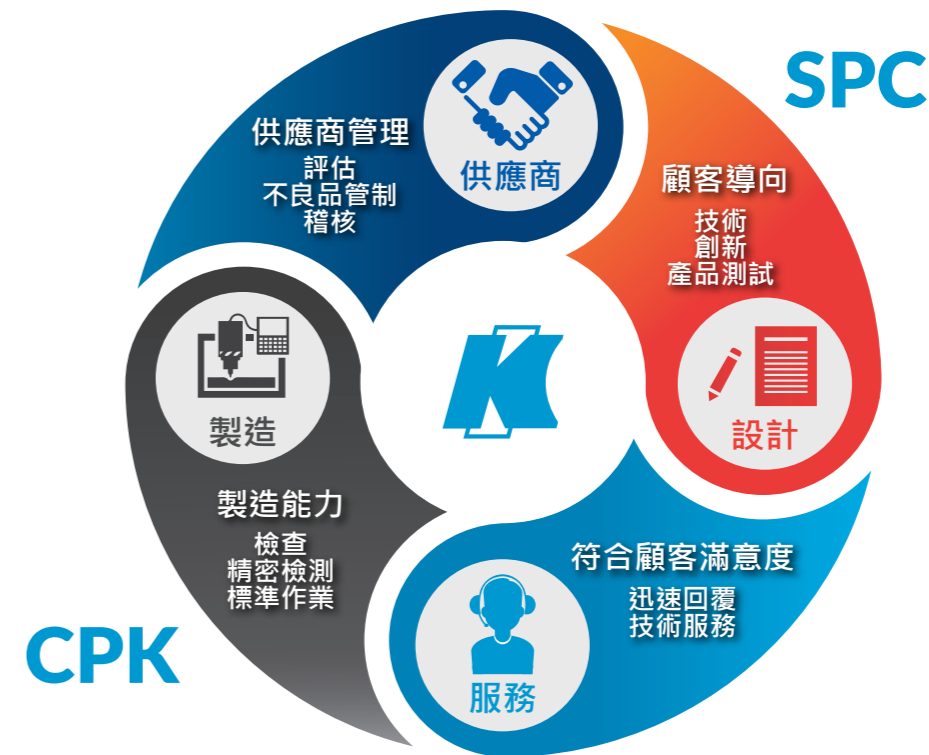 SPC
供應商
供應商管理
評估
不良品管制
稽核
顧客導向
技術
創新
產品測試
設計
K
製造
製造能力
檢查
精密檢測
標準作業
符合顧客滿意度
迅速回覆
技術服務
服務
CPK